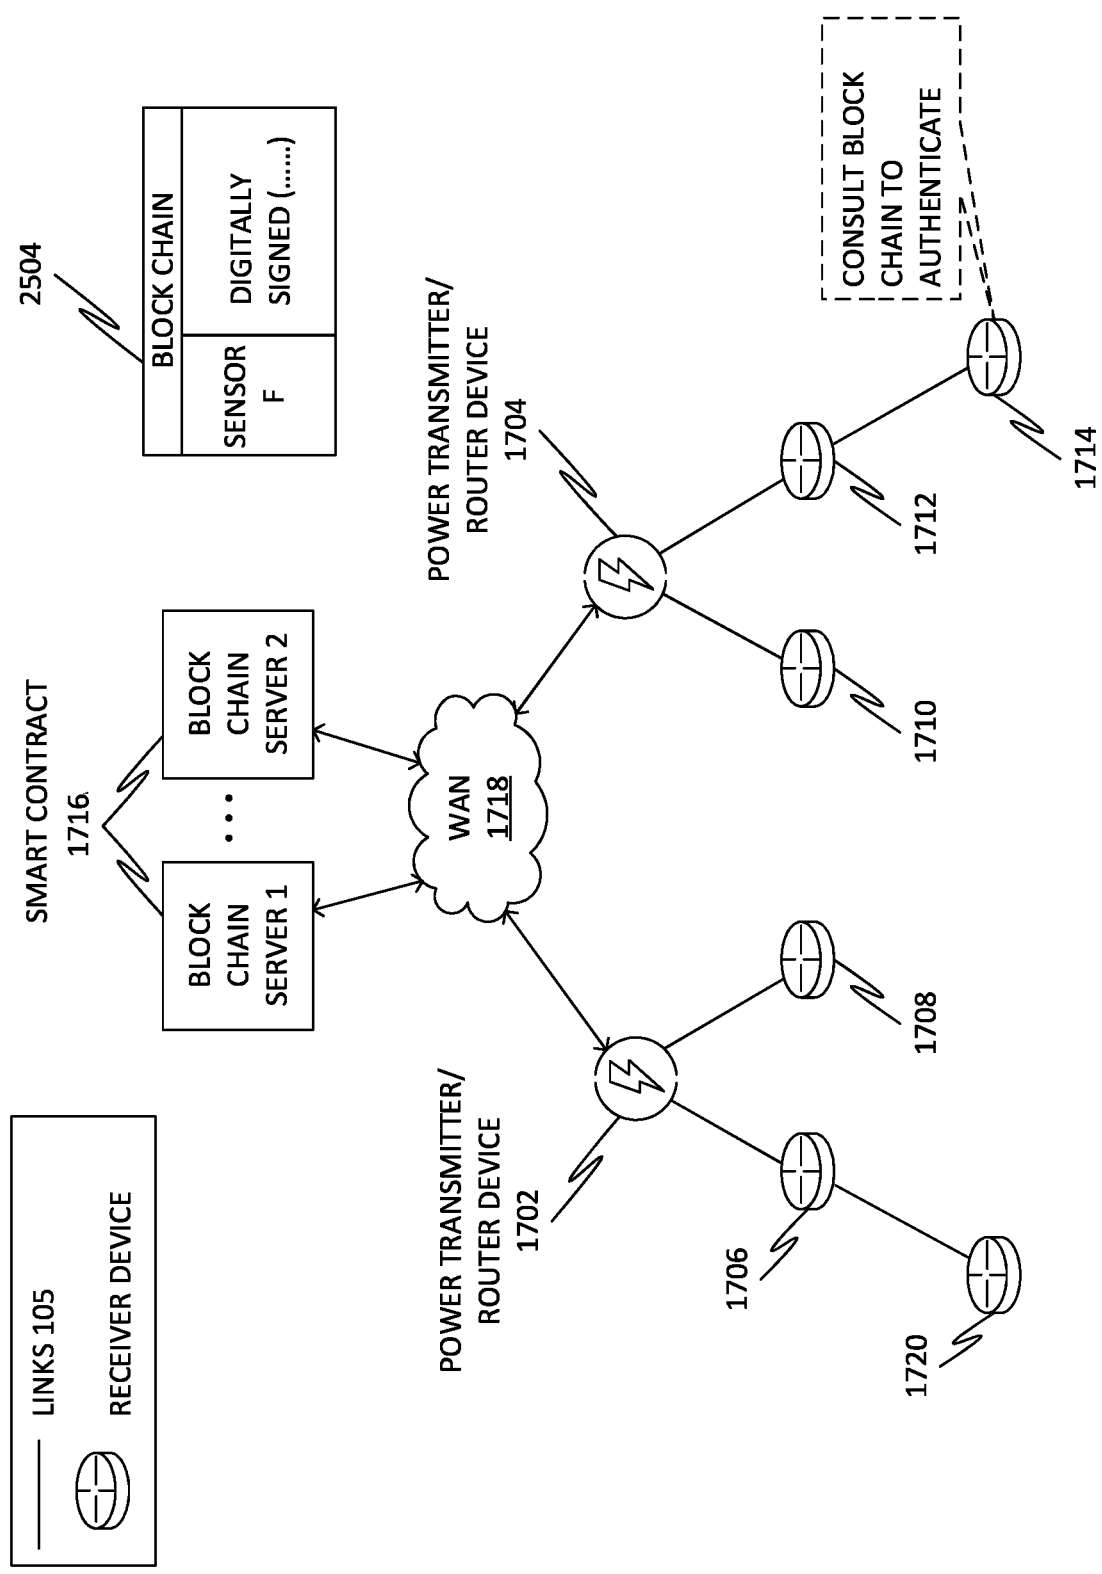 LINKS 105
RECEIVER DEVICE
SMART CONTRACT
1716
BLOCK
CHAIN
SERVER 1
...
BLOCK
CHAIN
SERVER 2
2504
BLOCK CHAIN
SENSOR
F
DIGITALLY
SIGNED (......)
WAN
1718
POWER TRANSMITTER/
ROUTER DEVICE
1702
POWER TRANSMITTER/
ROUTER DEVICE
1704
1706
1708
1710
1712
1720
1714
CONSULT BLOCK
CHAIN TO
AUTHENTICATE